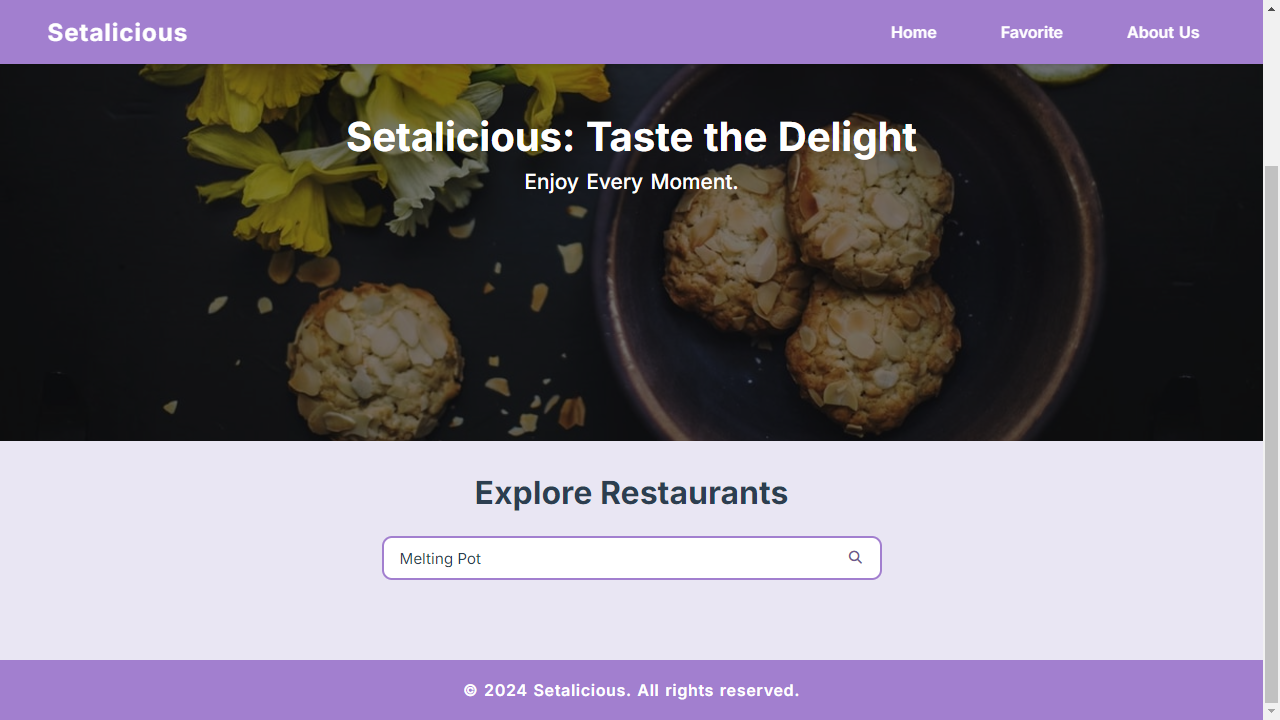 Setalicious
Home Favorite About Us
Setalicious: Taste the Delight
Enjoy Every Moment.
Explore Restaurants
Melting Pot
© 2024 Setalicious. All rights reserved.